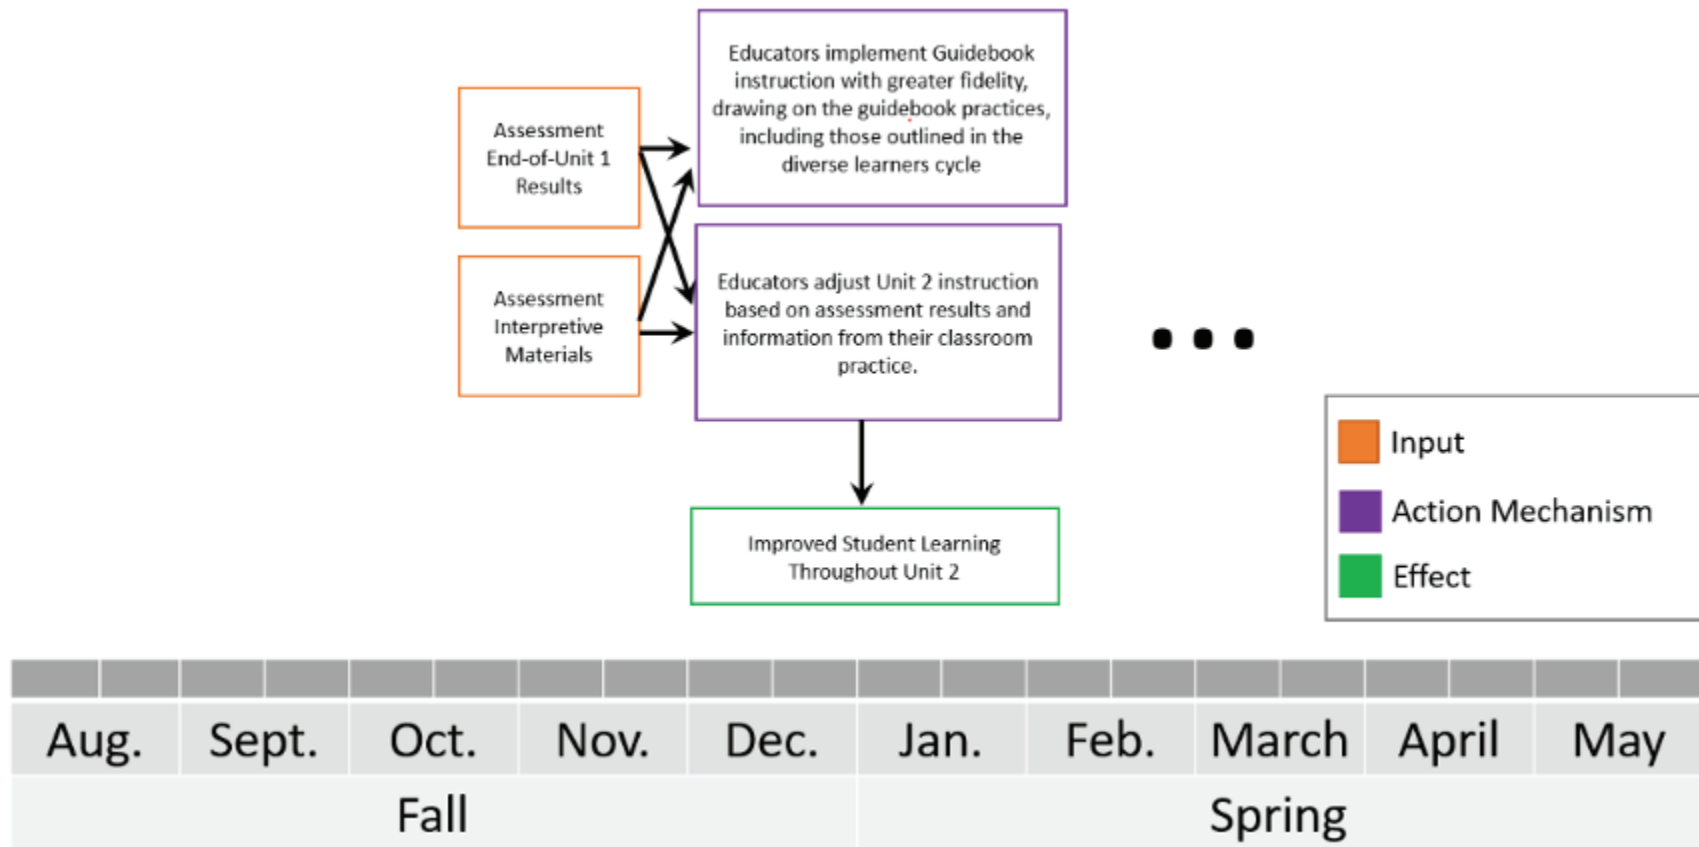 Educators implement Guidebook
instruction with greater fidelity,
drawing on the guidebook practices,
including those outlined in the
diverse learners cycle
Assessment
End-of-Unit 1
Results
Assessment
Interpretive
Materials
Educators adjust Unit 2 instruction
based on assessment results and
information from their classroom
practice.
Improved Student Learning
Throughout Unit 2
Input
Action Mechanism
Effect
Aug. Sept. Oct. Nov. Dec. Jan. Feb. March April May
Fall Spring